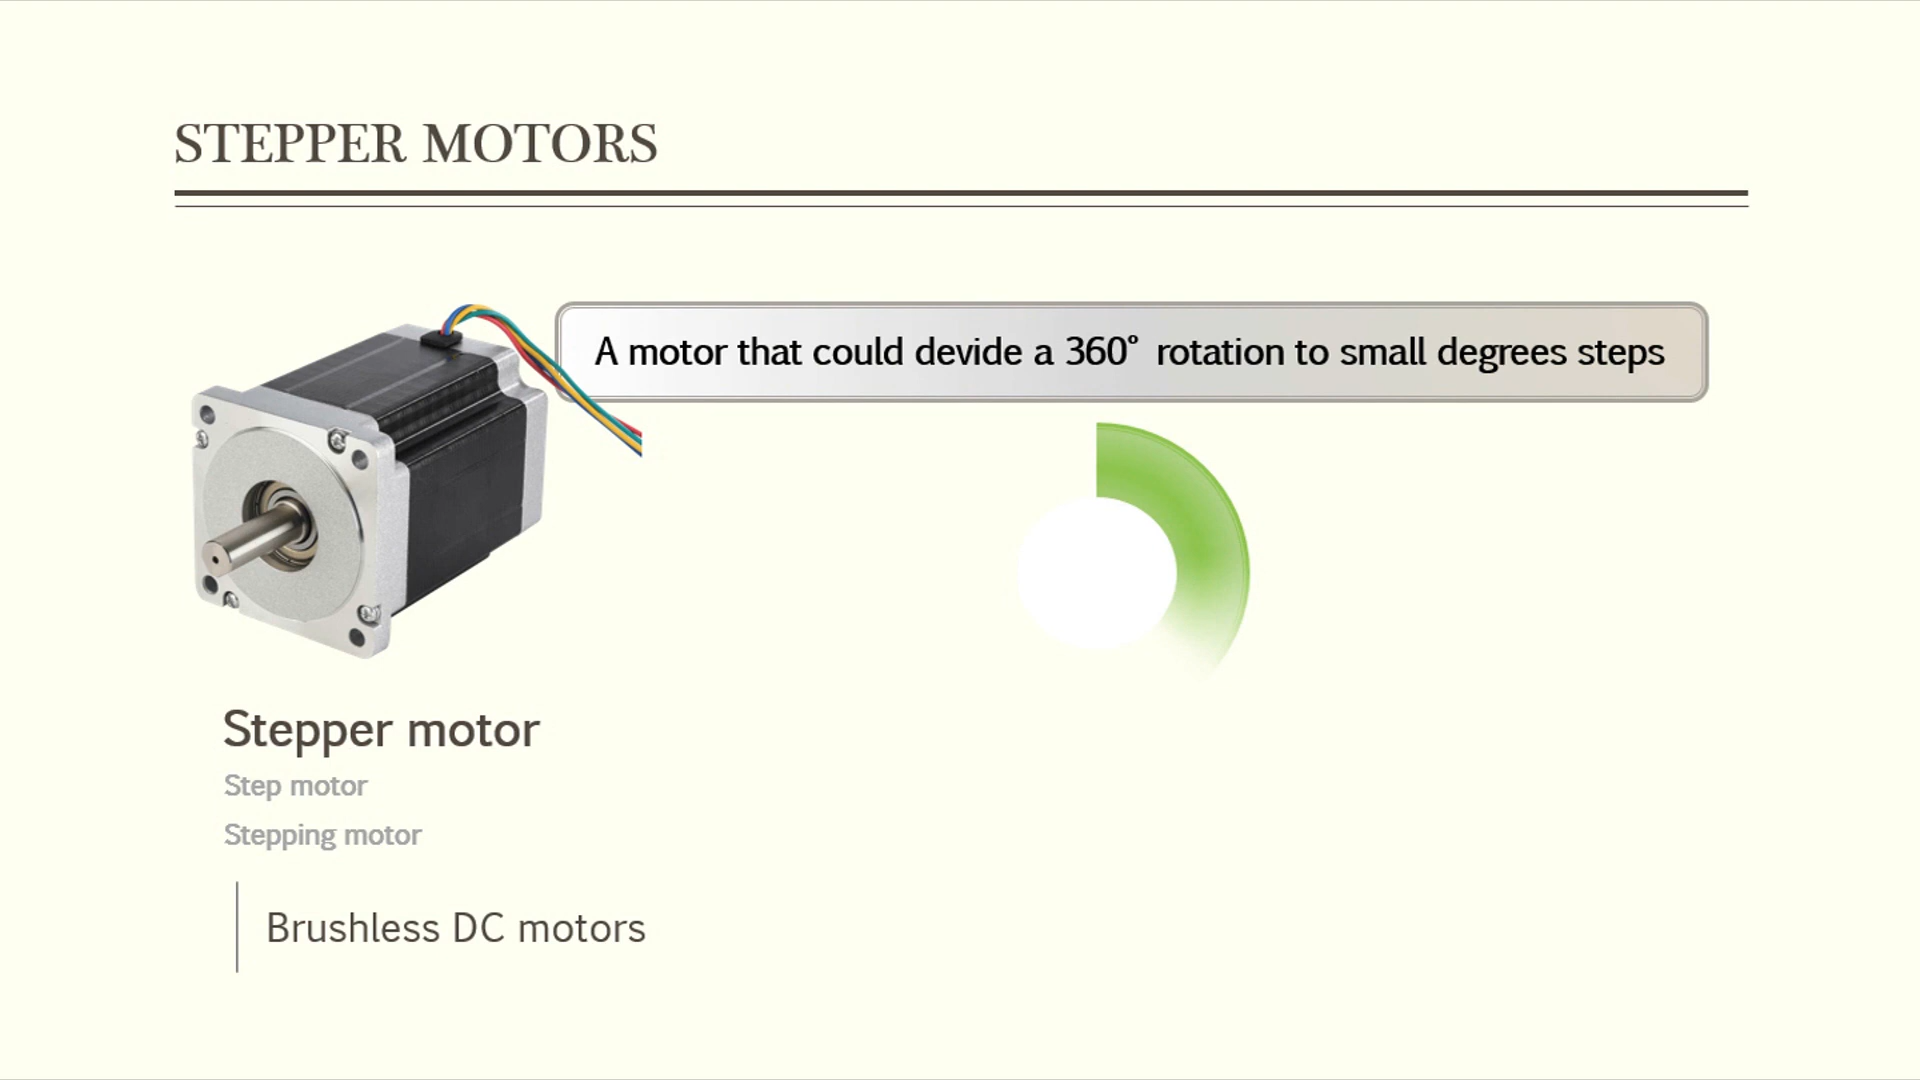 STEPPER MOTORS
A motor that could devide a 360° rotation to small degrees steps
Stepper motor
Step motor
Stepping motor
Brushless DC motors